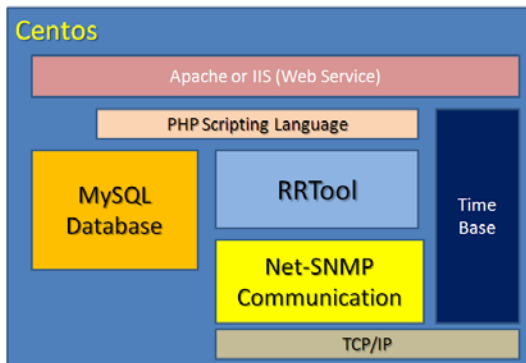 Centos
Apache or IIS (Web Service)
PHP Scripting Language
MySQL
Database
RRTool
Time
Base
Net-SNMP
Communication
TCP/IP